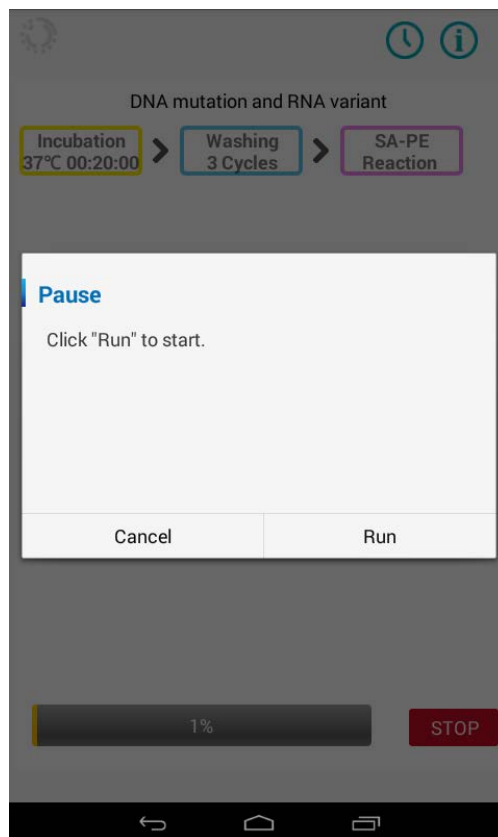 DNA mutation and RNA variant
Incubation
37℃ 00:20:00
Washing
3 Cycles
SA-PE
Reaction
Pause
Click "Run" to start.
Cancel
Run
1%
STOP